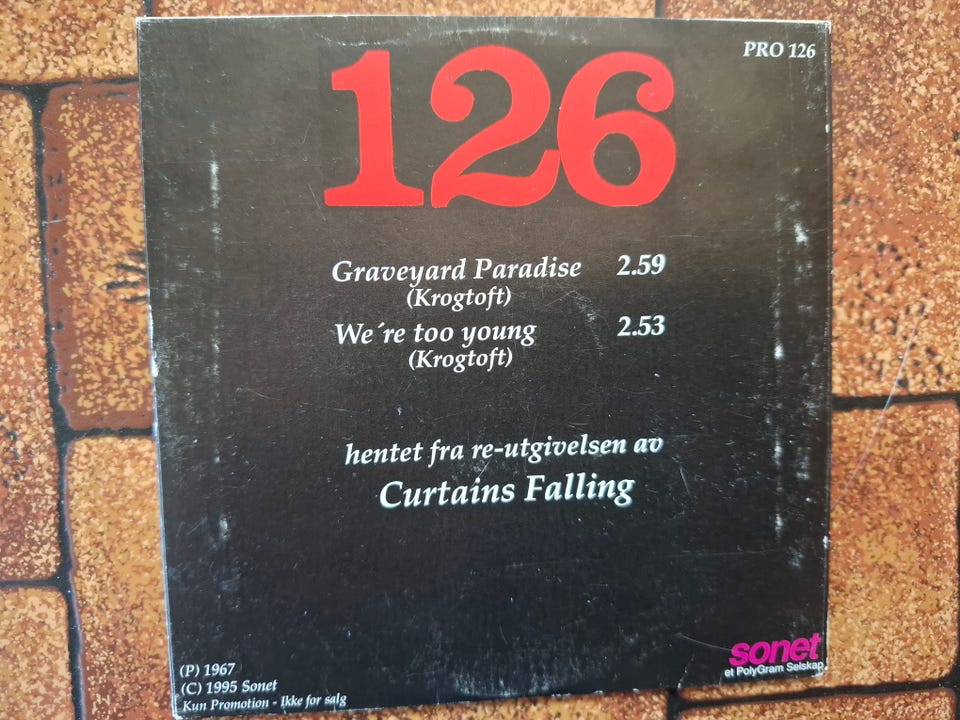 PRO 126
126
Graveyard Paradise 2.59
(Krogtoft)
We´re too young 2.53
(Krogtoft)
hentet fra re-utgivelsen av
Curtains Falling
(P) 1967
(C) 1995 Sonet
Kun Promotion - Ikke for salg
sonet
et PolyGram Selskap